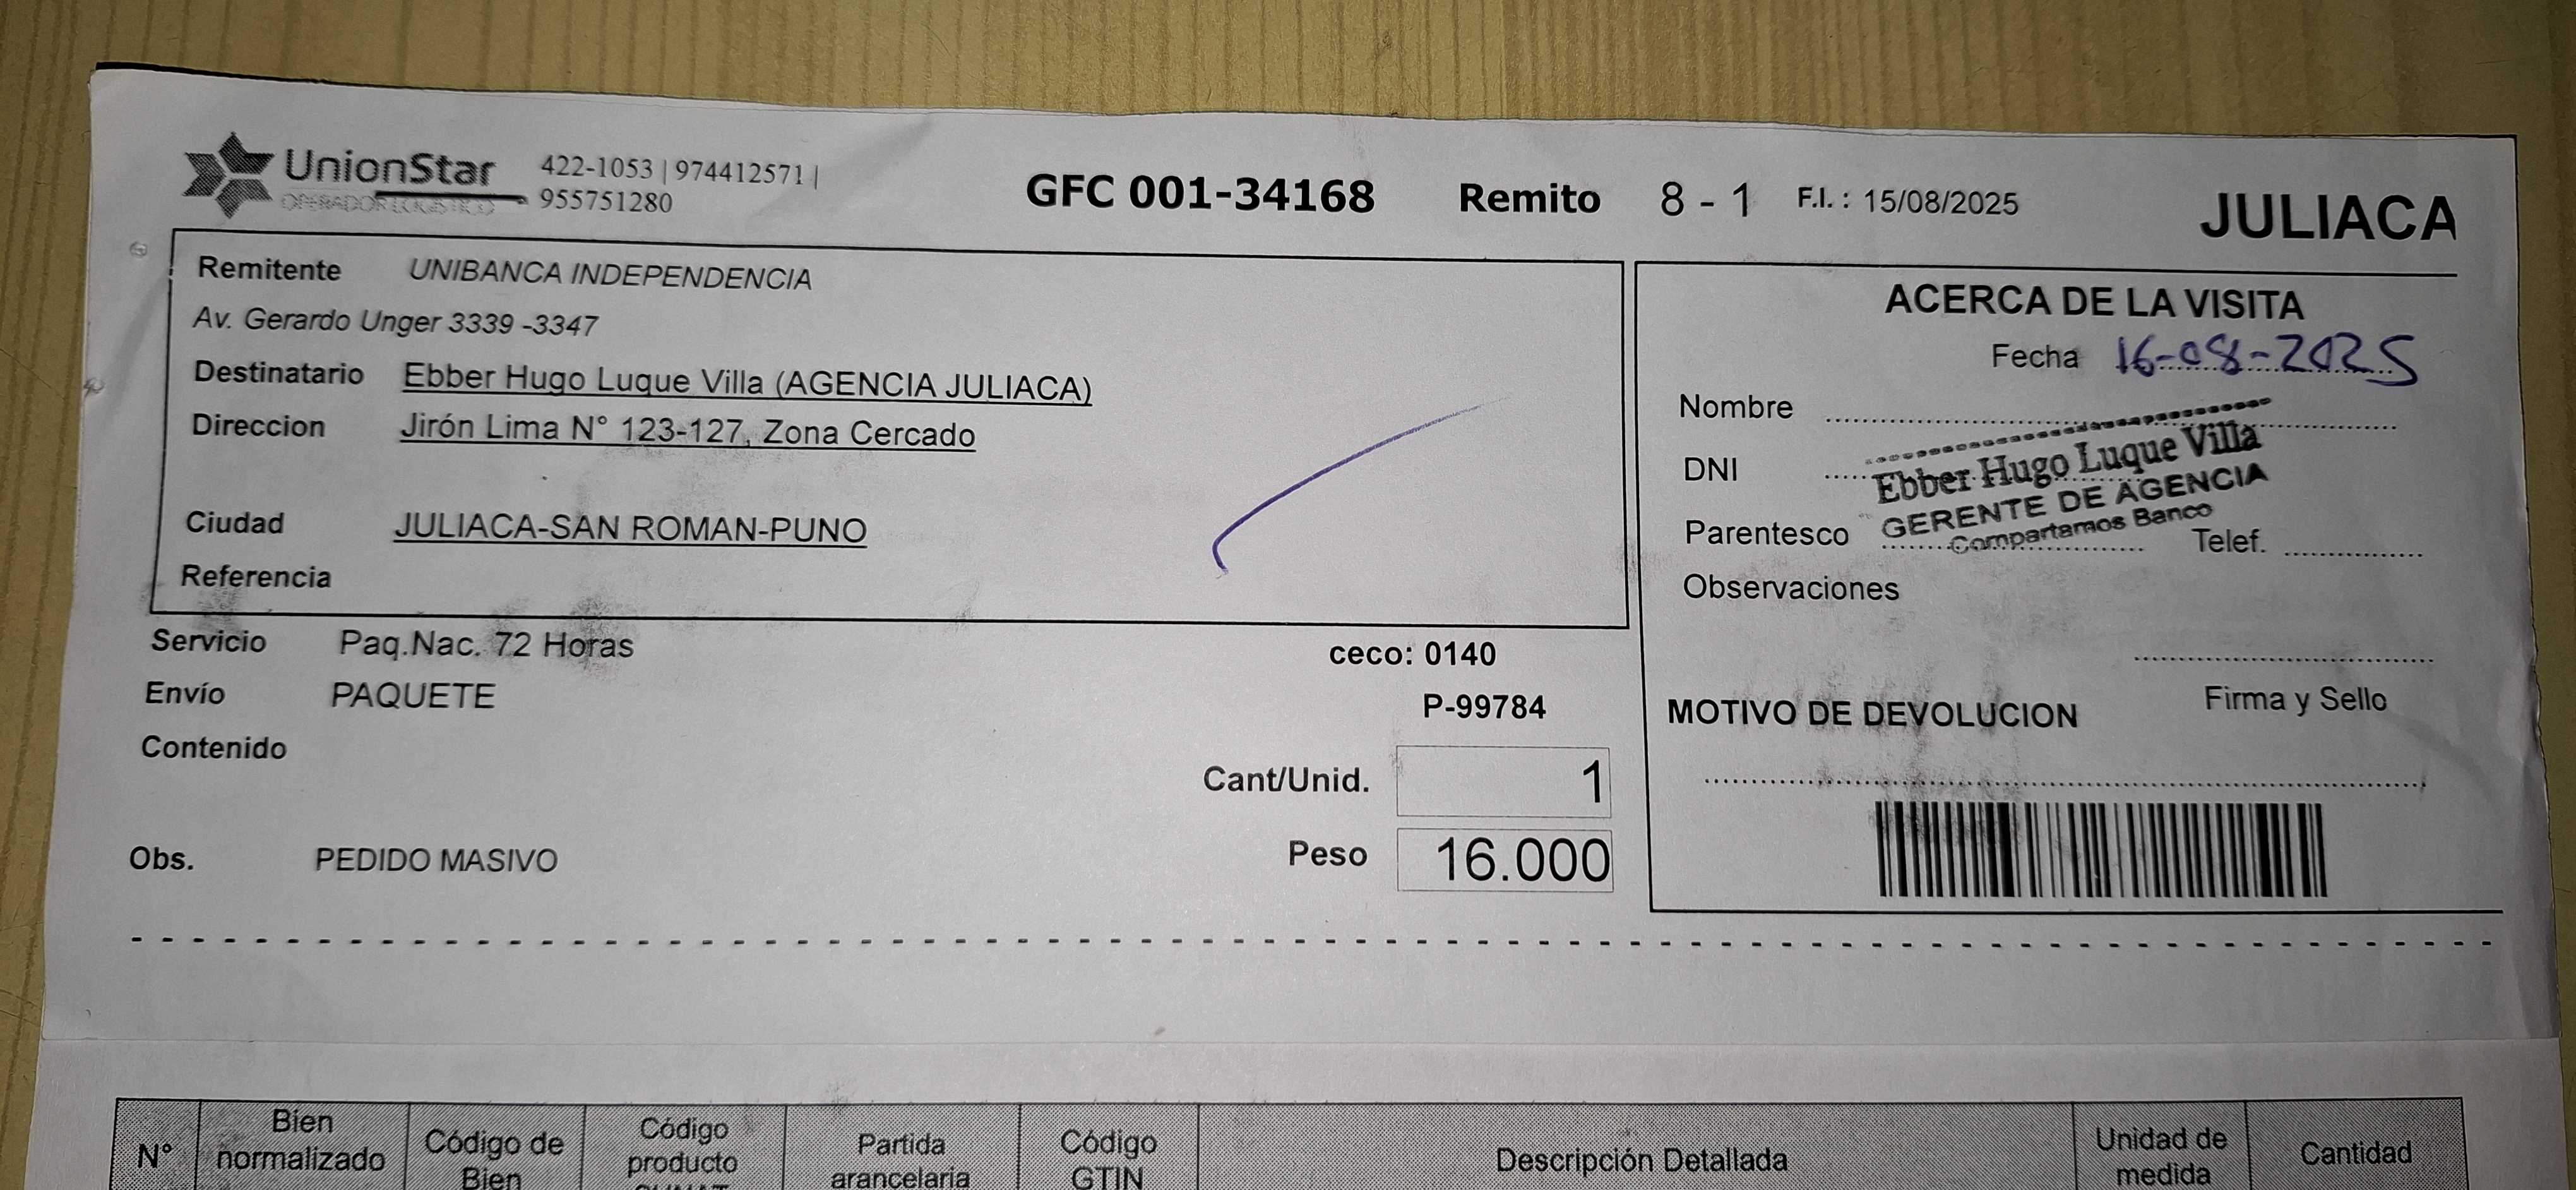 UnionStar
OPERADOR LOGISTICO
422-1053 | 974412571 |
955751280
GFC 001-34168 Remito 8 - 1 F.I. : 15/08/2025
JULIACA
Remitente UNIBANCA INDEPENDENCIA
Av. Gerardo Unger 3339 -3347
Destinatario Ebber Hugo Luque Villa (AGENCIA JULIACA)
Direccion Jirón Lima N° 123-127, Zona Cercado
Ciudad JULIACA-SAN ROMAN-PUNO
Referencia
Servicio Paq.Nac. 72 Horas
ceco: 0140
Envío PAQUETE
P-99784
Contenido
Cant/Unid. 1
Peso 16.000
Obs. PEDIDO MASIVO
ACERCA DE LA VISITA
Fecha 16-08-2025
Nombre
DNI
Ebber Hugo Luque Villa
GERENTE DE AGENCIA
Compartamos Banco
Parentesco
Telef.
Observaciones
Firma y Sello
MOTIVO DE DEVOLUCION
N°
Bien
normalizado
Código de
Bien
Código
producto
Partida
arancelaria
Código
GTIN
Descripción Detallada
Unidad de
medida
Cantidad